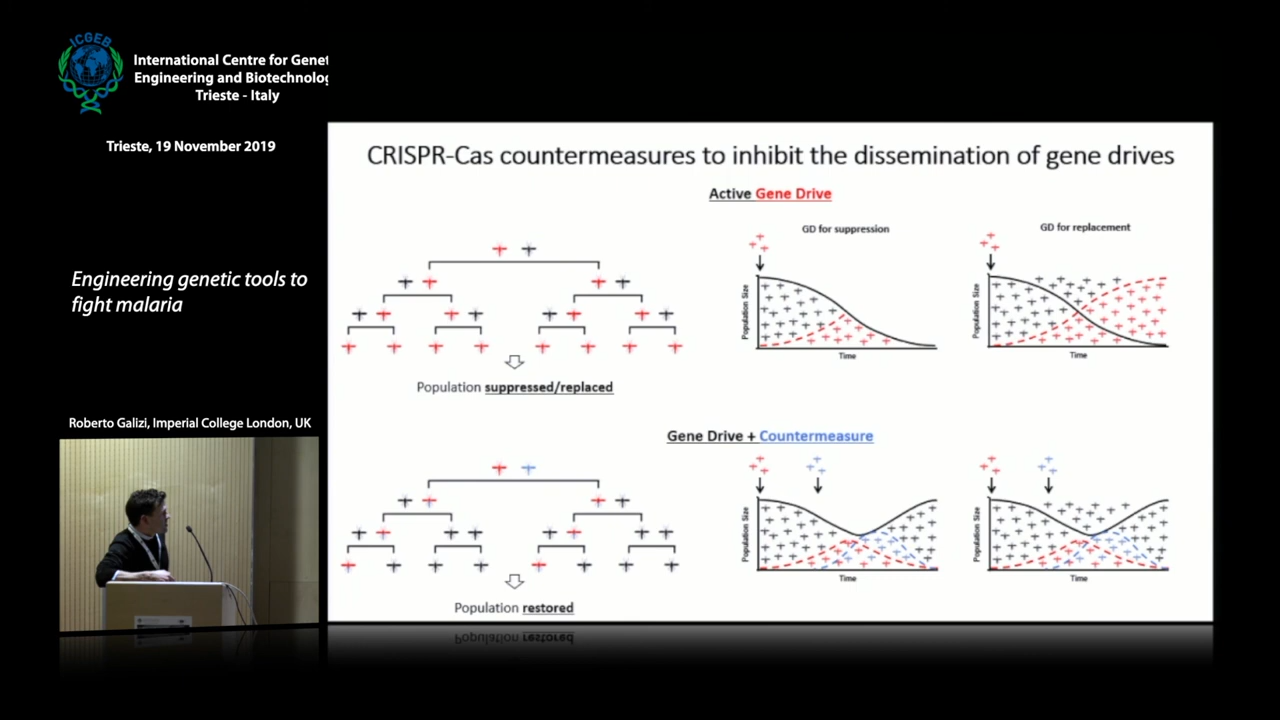 ICGEB
International Centre for Genet
Engineering and Biotechnolog
Trieste - Italy
Trieste, 19 November 2019
Engineering genetic tools to
fight malaria
Roberto Galizi, Imperial College London, UK
CRISPR-Cas countermeasures to inhibit the dissemination of gene drives
Active Gene Drive
GD for suppression
GD for replacement
Population Size
Time
Population Size
Time
Population suppressed/replaced
Gene Drive + Countermeasure
Population Size
Time
Population Size
Time
Population restored